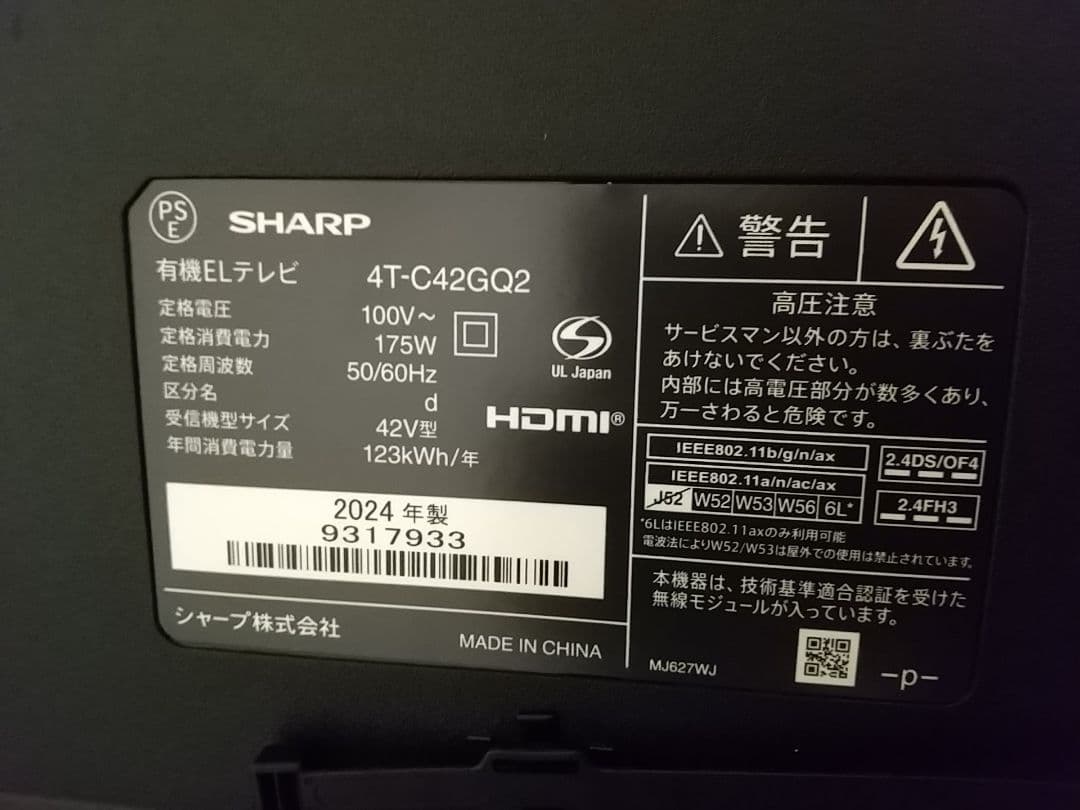 PS
E
SHARP
有機ELテレビ 4T-C42GQ2
定格電圧 100V～
定格消費電力 175W
定格周波数 50/60Hz
区分名 d
受信機型サイズ 42V型
年間消費電力量 123kWh/年
S
UL Japan
HDMI®
2024 年製
9317933
シャープ株式会社
MADE IN CHINA
警告
高圧注意
サービスマン以外の方は、裏ぶたを
あけないでください。
内部には高電圧部分が数多くあり、
万一さわると危険です。
IEEE802.11b/g/n/ax
IEEE802.11a/n/ac/ax
J52 W52 W53 W56 6L*
2.4DS/OF4
2.4FH3
*6LはIEEE802.11axのみ利用可能
電波法によりW52/W53は屋外での使用は禁止されています。
本機器は、技術基準適合認証を受けた
無線モジュールが入っています。
MJ627WJ
-p-